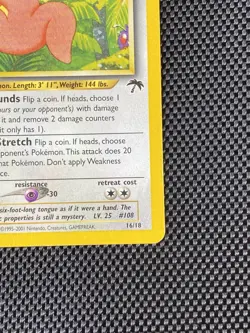 mon. Length: 3' 11", Weight: 144 lbs.
unds Flip a coin. If heads, choose 1
ours or your opponent's) with damage
it and remove 2 damage counters
it only has 1).
Stretch Flip a coin. If heads, choose
ponent's Pokémon. This attack does 20
hat Pokémon. Don't apply Weakness
ce.
resistance
retreat cost
-30
six-foot-long tongue as if it were a hand. The
properties is still a mystery. LV. 25 #108
©1995-2001 Nintendo, Creatures, GAMEFREAK.
16/18